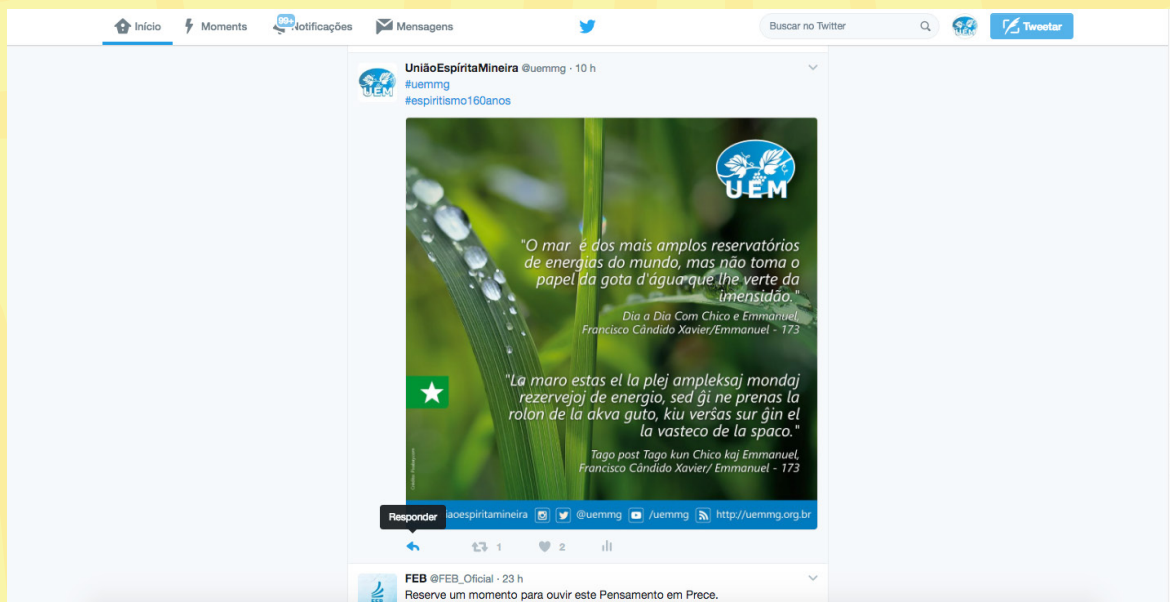 Início
Moments
99+
Notificações
Mensagens
Buscar no Twitter
Tweetar
UniãoEspíritaMineira @uemmg · 10 h
#uemmg
#espiritismo160anos
UEM
UEM
"O mar é dos mais amplos reservatórios
de energias do mundo, mas não toma o
papel da gota d'água que lhe verte da
imensidão."
Dia a Dia Com Chico e Emmanuel,
Francisco Cândido Xavier/Emmanuel - 173
"La maro estas el la plej ampleksaj mondaj
rezervejoj de energio, sed ĝi ne prenas la
rolon de la akva guto, kiu verŝas sur ĝin el
la vasteco de la spaco."
Tago post Tago kun Chico kaj Emmanuel,
Francisco Cândido Xavier/ Emmanuel - 173
Responder
aoespiritamineira @uemmg /uemmg http://uemmg.org.br
1 2
FEB @FEB_Oficial · 23 h
FEB
Reserve um momento para ouvir este Pensamento em Prece.